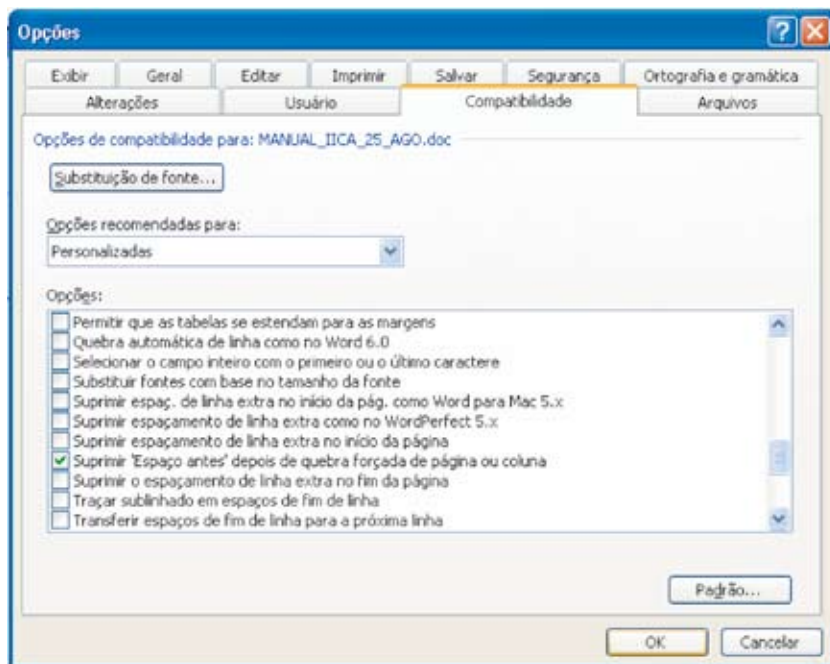 Opções
Exibir Geral Editar Imprimir Salvar Segurança Ortografia e gramática
Alterações Usuário Compatibilidade Arquivos
Opções de compatibilidade para: MANUAL_IICA_25_AGO.doc
Substituição de fonte...
Opções recomendadas para:
Personalizadas
Opções:
Permitir que as tabelas se estendam para as margens
Quebra automática de linha como no Word 6.0
Selecionar o campo inteiro com o primeiro ou o último caractere
Substituir fontes com base no tamanho da fonte
Suprimir espaç. de linha extra no início da pág. como Word para Mac 5.x
Suprimir espaçamento de linha extra como no WordPerfect 5.x
Suprimir espaçamento de linha extra no início da página
Suprimir 'Espaço antes' depois de quebra forçada de página ou coluna
Suprimir o espaçamento de linha extra no fim da página
Traçar sublinhado em espaços de fim de linha
Transferir espaços de fim de linha para a próxima linha
Padrão...
OK Cancelar